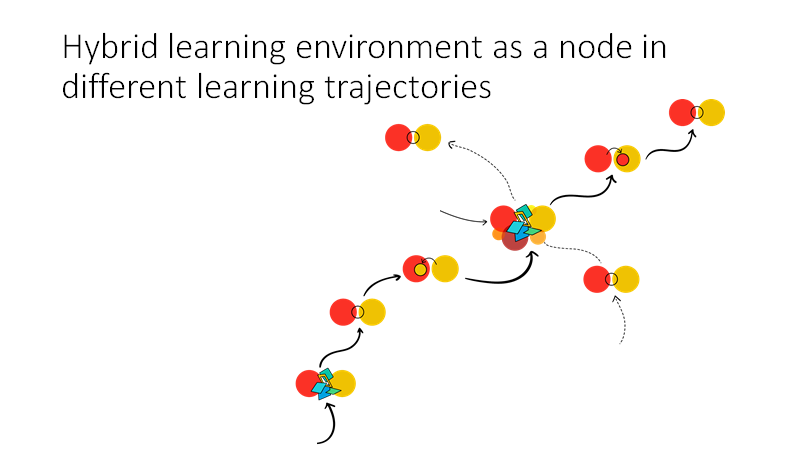 Hybrid learning environment as a node in
different learning trajectories